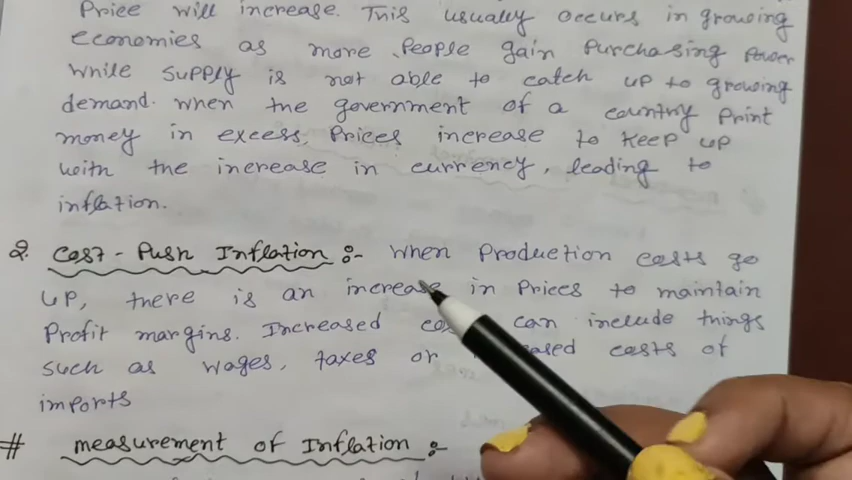 Price will increase. This usually occurs in growing
economies as more People gain Purchasing Power
while supply is not able to catch up to growing
demand. when the government of a country Print
money in excess, Prices increase to keep up
with the increase in currency, leading to
inflation.
2. Cost-Push Inflation :- When Production costs go
up, there is an increase in Prices to maintain
Profit margins. Increased can include things
such as wages, taxes or costs of
imports
# measurement of Inflation :-